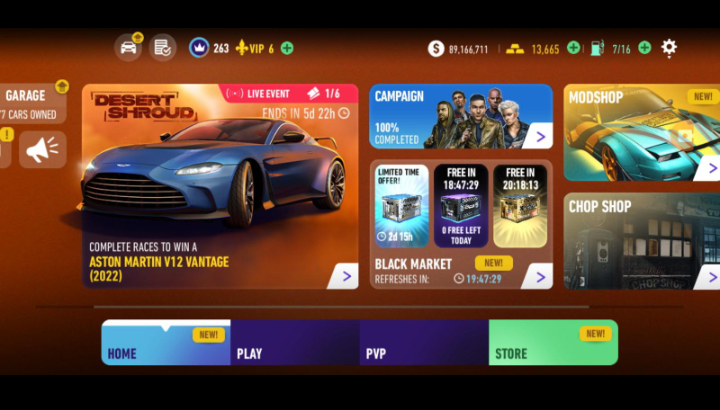 263
VIP 6
$
89,166,711
13,665
7/16
GARAGE
7 CARS OWNED
!
DESERT
SHROUD
LIVE EVENT
1/6
ENDS IN 5d 22h
COMPLETE RACES TO WIN A
ASTON MARTIN V12 VANTAGE
(2022)
CAMPAIGN
100%
COMPLETED
LIMITED TIME
OFFER!
2d 15h
FREE IN
18:47:29
0 FREE LEFT
TODAY
FREE IN
20:18:13
BLACK MARKET
NEW!
REFRESHES IN:
19:47:29
MODSHOP
NEW!
CHOP SHOP
CHOP SHOP
HOME
NEW!
PLAY
PVP
STORE
NEW!